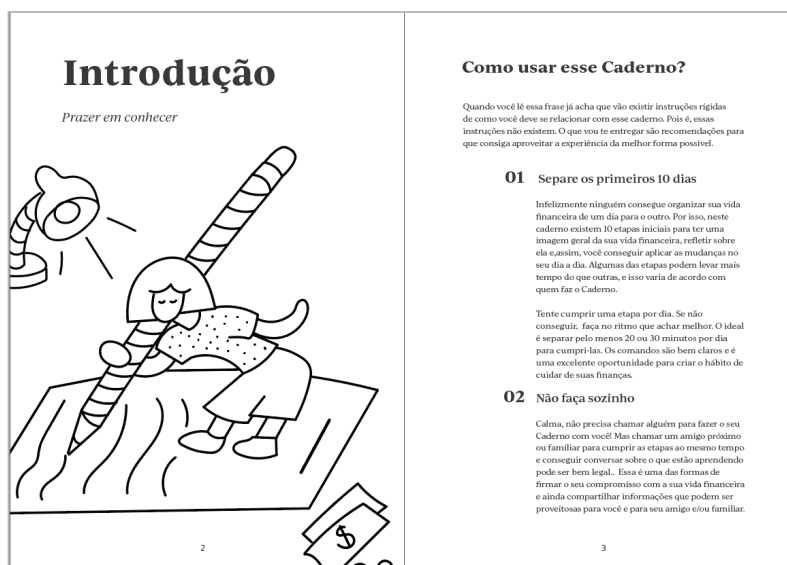 Introdução
Prazer em conhecer
$
2
Como usar esse Caderno?
Quando você lê essa frase já acha que vão existir instruções rígidas
de como você deve se relacionar com esse caderno. Pois é, essas
instruções não existem. O que vou te entregar são recomendações para
que consiga aproveitar a experiência da melhor forma possível.
01 Separe os primeiros 10 dias
Infelizmente ninguém consegue organizar sua vida
financeira de um dia para o outro. Por isso, neste
caderno existem 10 etapas iniciais para ter uma
imagem geral da sua vida financeira, refletir sobre
ela e,assim, você conseguir aplicar as mudanças no
seu dia a dia. Algumas das etapas podem levar mais
tempo do que outras, e isso varia de acordo com
quem faz o Caderno.
Tente cumprir uma etapa por dia. Se não
conseguir, faça no ritmo que achar melhor. O ideal
é separar pelo menos 20 ou 30 minutos por dia
para cumpri-las. Os comandos são bem claros e é
uma excelente oportunidade para criar o hábito de
cuidar de suas finanças.
02 Não faça sozinho
Calma, não precisa chamar alguém para fazer o seu
Caderno com você! Mas chamar um amigo próximo
ou familiar para cumprir as etapas ao mesmo tempo
e conseguir conversar sobre o que estão aprendendo
pode ser bem legal.. Essa é uma das formas de
firmar o seu compromisso com a sua vida financeira
e ainda compartilhar informações que podem ser
proveitosas para você e para seu amigo e/ou familiar.
3